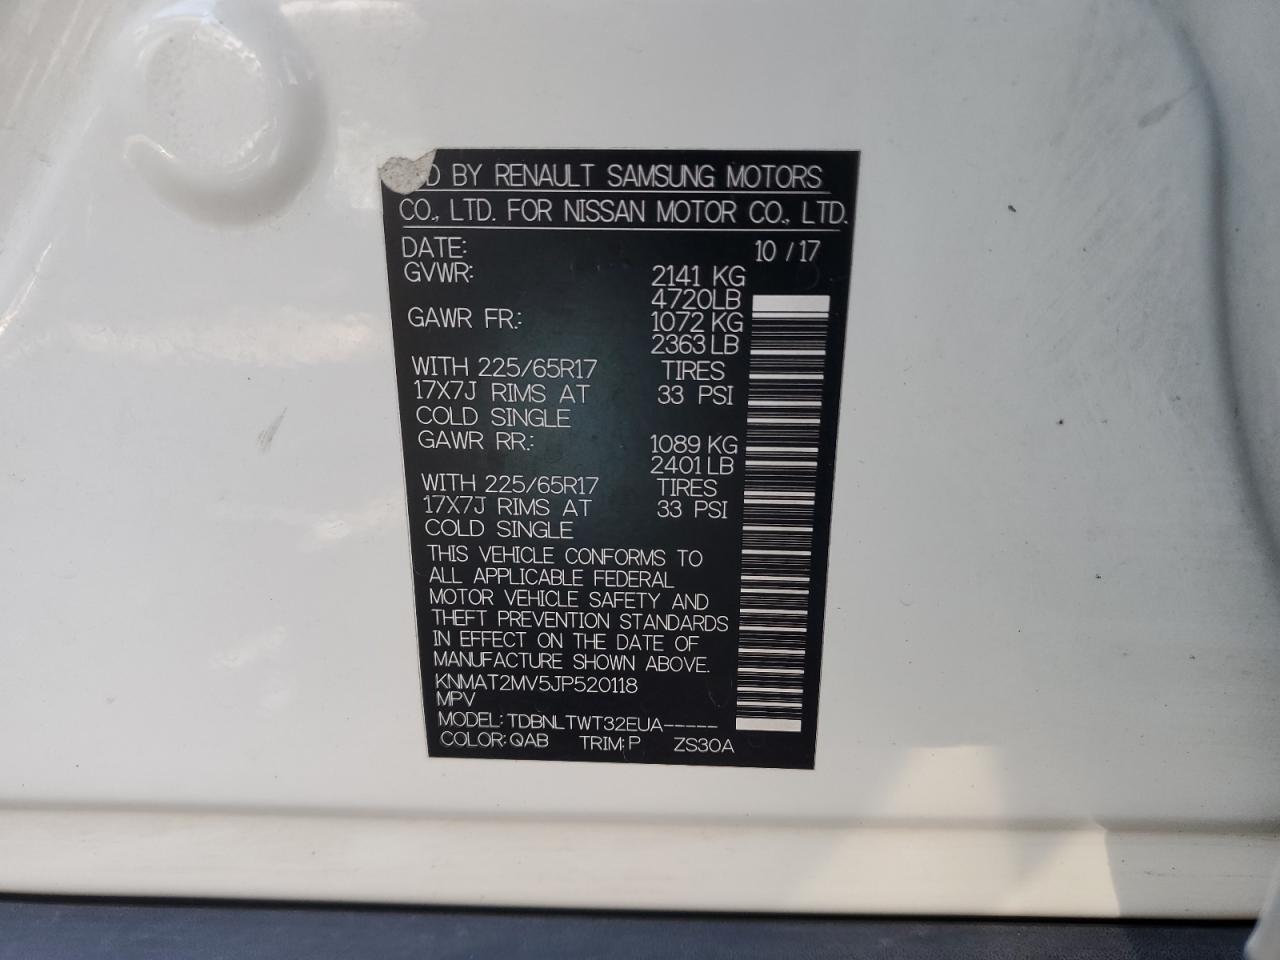 D BY RENAULT SAMSUNG MOTORS
CO., LTD. FOR NISSAN MOTOR CO., LTD.
DATE: 10 / 17
GVWR: 2141 KG
4720LB
GAWR FR.: 1072 KG
2363 LB
WITH 225/65R17 TIRES
17X7J RIMS AT 33 PSI
COLD SINGLE
GAWR RR.: 1089 KG
2401 LB
WITH 225/65R17 TIRES
17X7J RIMS AT 33 PSI
COLD SINGLE
THIS VEHICLE CONFORMS TO
ALL APPLICABLE FEDERAL
MOTOR VEHICLE SAFETY AND
THEFT PREVENTION STANDARDS
IN EFFECT ON THE DATE OF
MANUFACTURE SHOWN ABOVE.
KNMAT2MV5JP520118
MPV
MODEL: TDBNLTWT32EUA-----
COLOR: QAB TRIM: P ZS30A